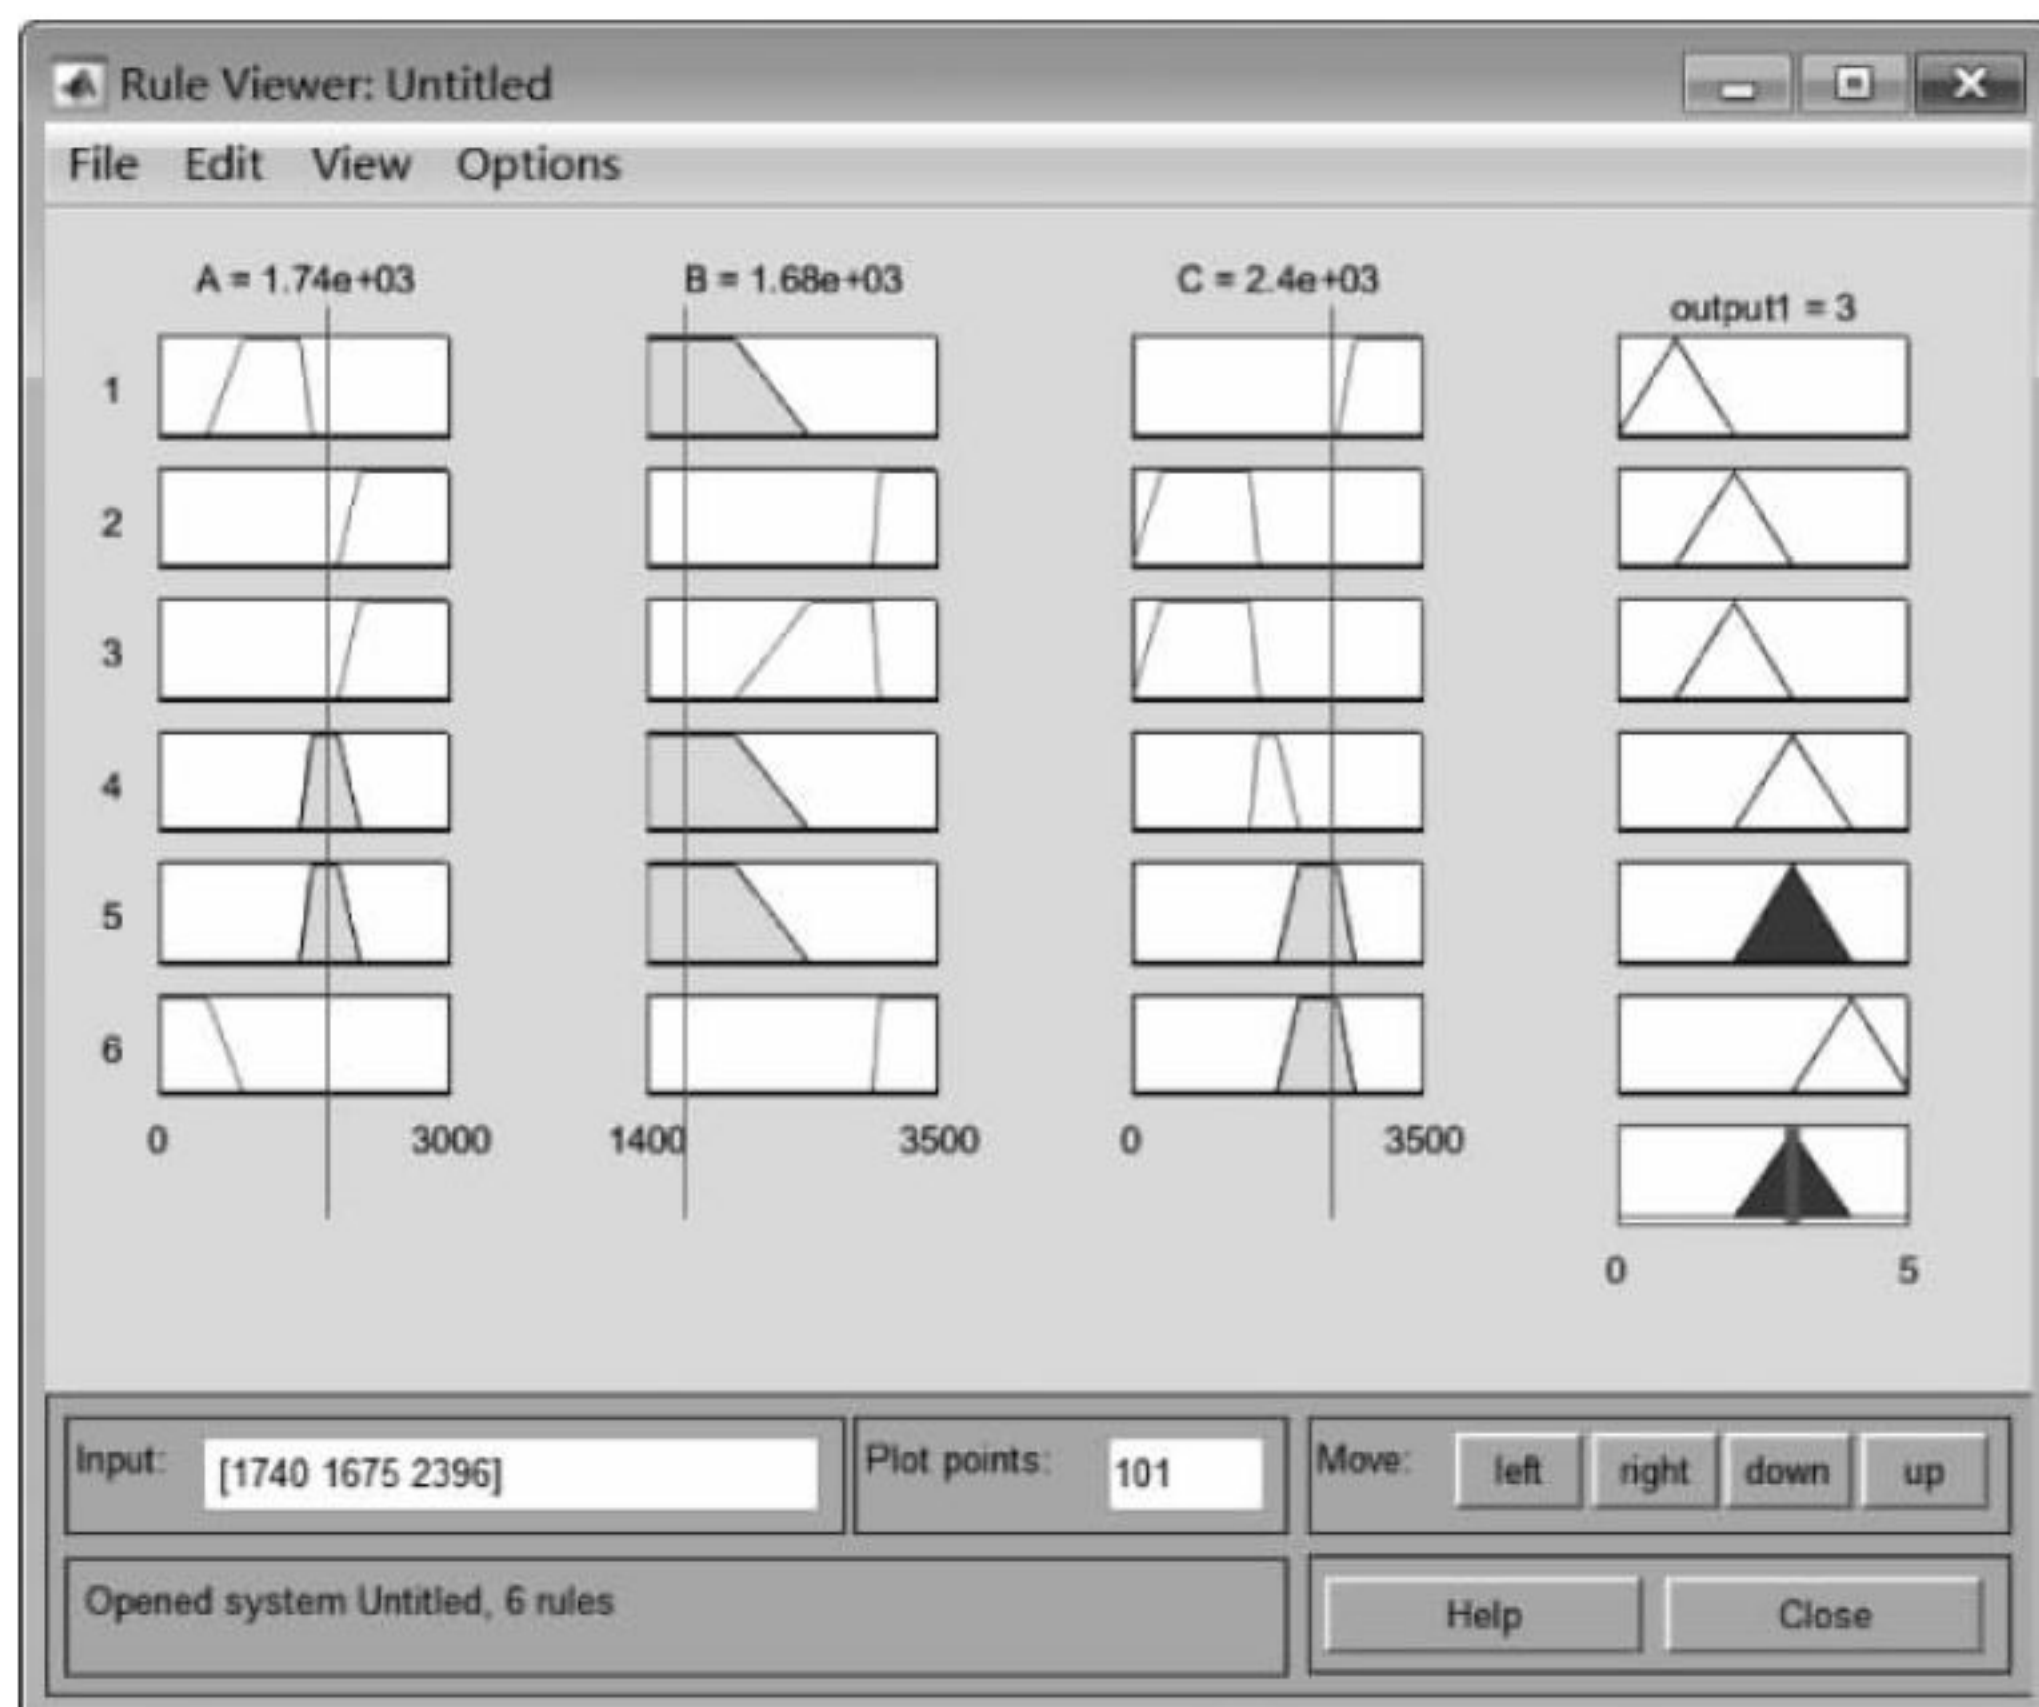 Rule Viewer: Untitled
File Edit View Options
A = 1.74e+03 B = 1.68e+03 C = 2.4e+03 output1 = 3
1
2
3
4
5
6
0 3000 1400 3500 0 3500
0 5
Input: [1740 1675 2396] Plot points: 101 Move: left right down up
Opened system Untitled, 6 rules Help Close